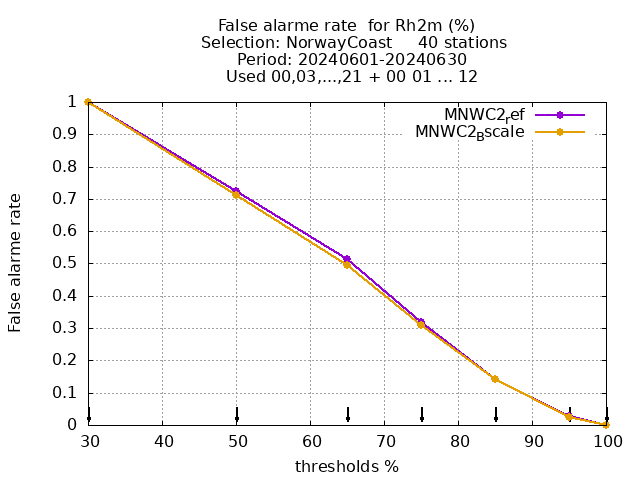 False alarme rate  for Rh2m (%)
Selection: NorwayCoast     40 stations
Period: 20240601-20240630
Used 00,03,...,21 + 00 01 ... 12
MNWC2ref
MNWC2Bscale
1
0.9
0.8
0.7
0.6
0.5
0.4
0.3
0.2
0.1
0
False alarme rate
30 40 50 60 70 80 90 100
thresholds %